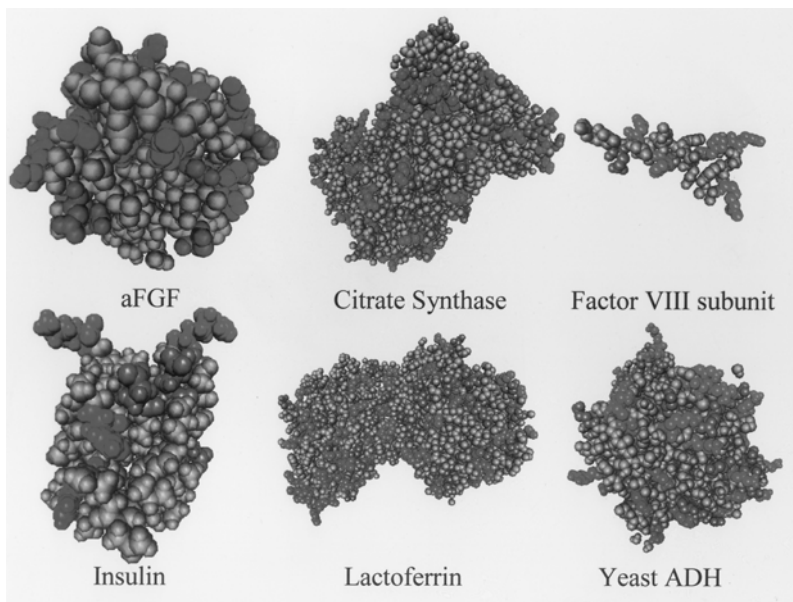 aFGF
Citrate Synthase
Factor VIII subunit
Insulin
Lactoferrin
Yeast ADH